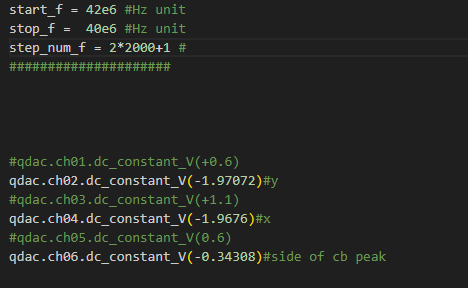 start_f = 42e6 #Hz unit
stop_f =  40e6 #Hz unit
step_num_f = 2*2000+1 #
#####################
#qdac.ch01.dc_constant_V(+0.6)
qdac.ch02.dc_constant_V(-1.97072)#y
#qdac.ch03.dc_constant_V(+1.1)
qdac.ch04.dc_constant_V(-1.9676)#x
#qdac.ch05.dc_constant_V(0.6)
qdac.ch06.dc_constant_V(-0.34308)#side of cb peak